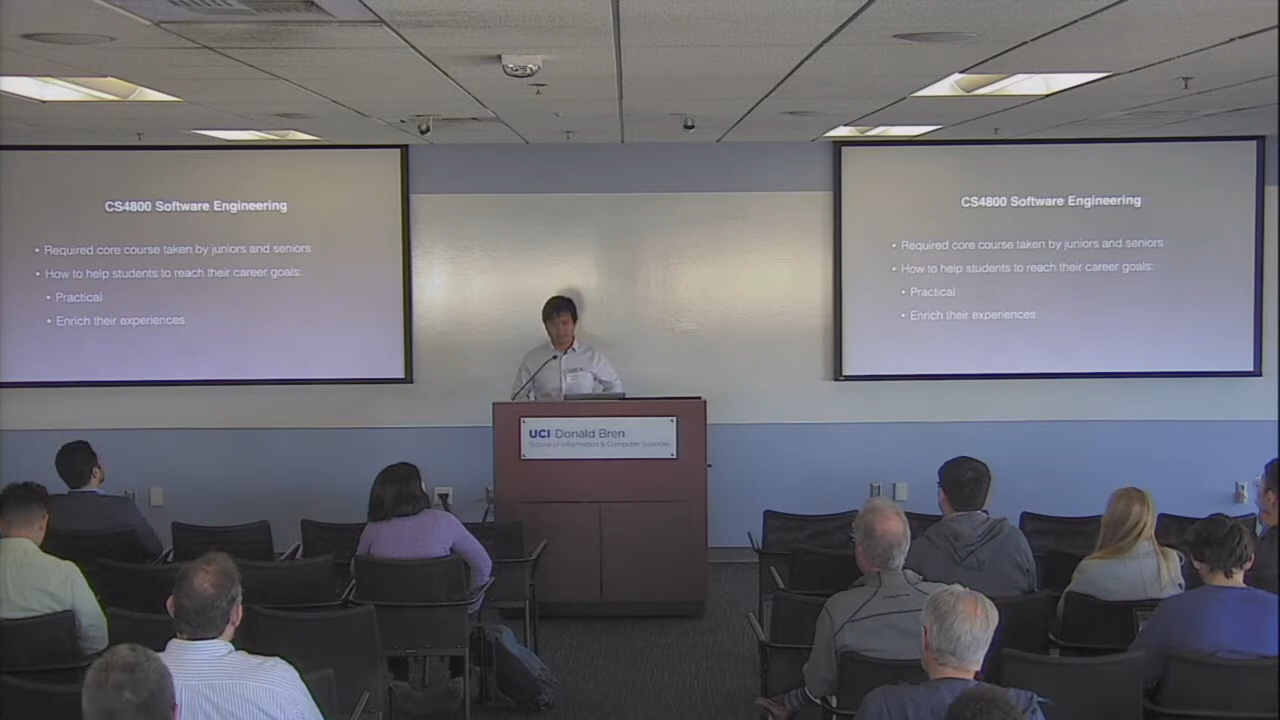 CS4800 Software Engineering
• Required core course taken by juniors and seniors
• How to help students to reach their career goals:
• Practical
• Enrich their experiences
CS4800 Software Engineering
• Required core course taken by juniors and seniors
• How to help students to reach their career goals:
• Practical
• Enrich their experiences
UCI Donald Bren
School of Information & Computer Sciences